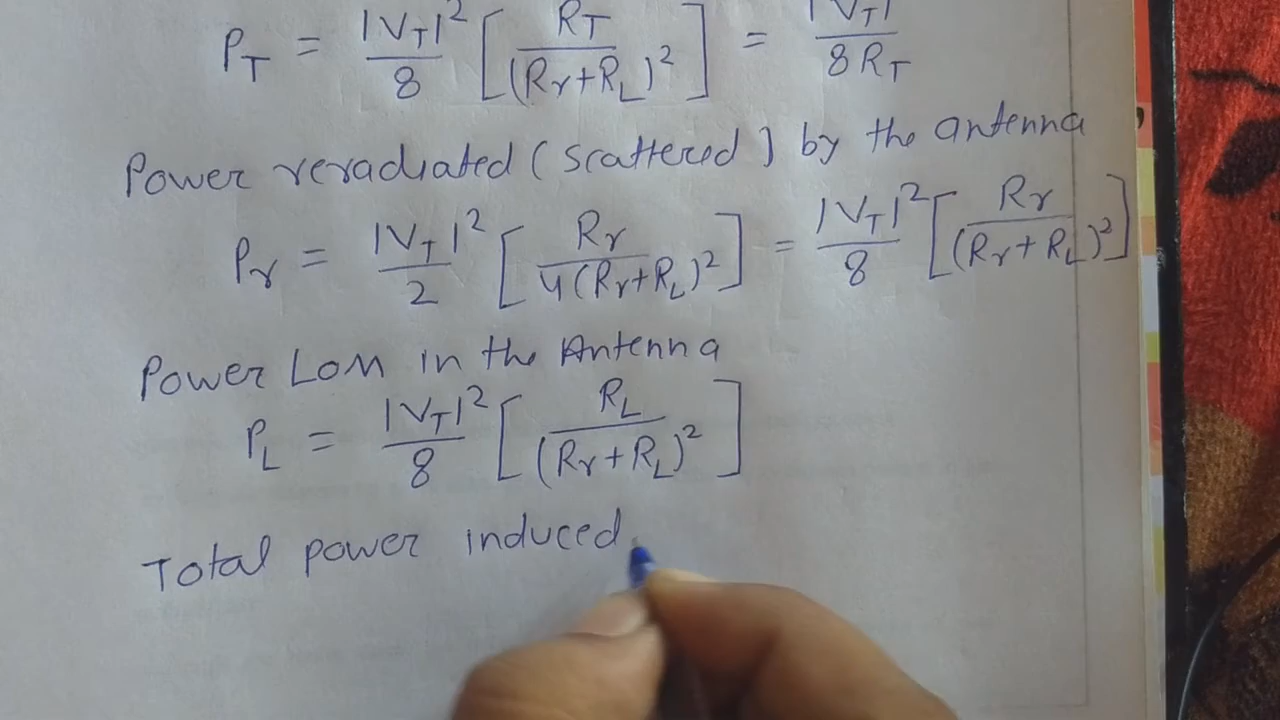 P_T = |V_T|²/8 [R_T/(R_r+R_L)²] = |V_T|/8R_T
Power reradiated (scattered) by the antenna
P_r = |V_T|²/2 [R_r/4(R_r+R_L)²] = |V_T|²/8 [R_r/(R_r+R_L)²]
Power Loss in the Antenna
P_L = |V_T|²/8 [R_L/(R_r+R_L)²]
Total power induced